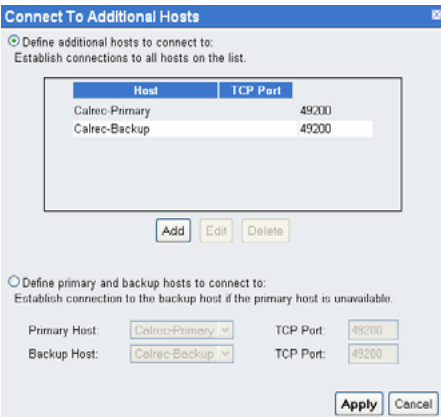 Connect To Additional Hosts
Define additional hosts to connect to:
Establish connections to all hosts on the list.
Host TCP Port
Calrec-Primary 49200
Calrec-Backup 49200
Add Edit Delete
Define primary and backup hosts to connect to:
Establish connection to the backup host if the primary host is unavailable.
Primary Host: Calrec-Primary TCP Port: 49200
Backup Host: Calrec-Backup TCP Port: 49200
Apply Cancel